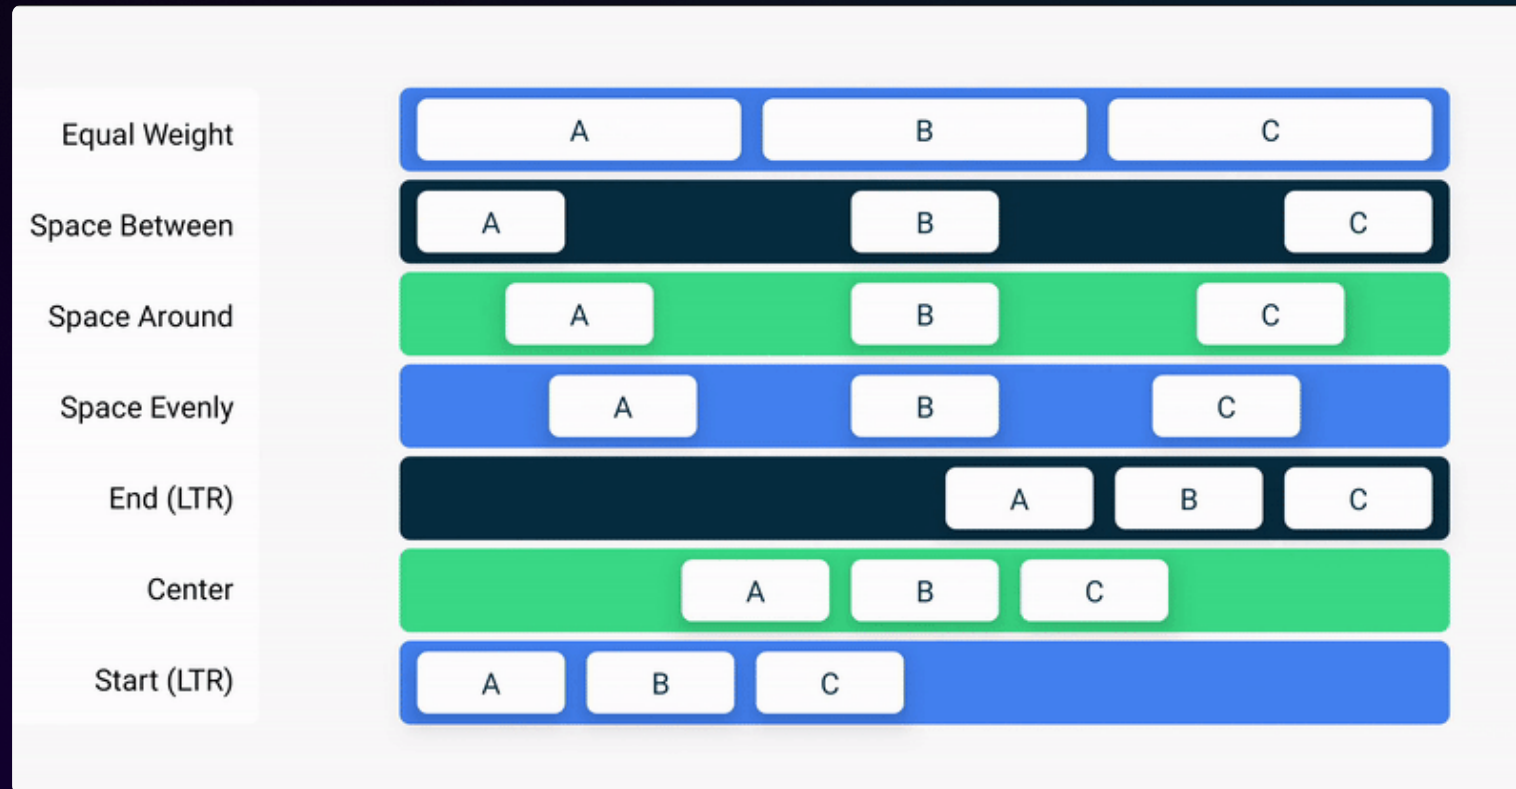 Equal Weight A B C
Space Between A B C
Space Around A B C
Space Evenly A B C
End (LTR) A B C
Center A B C
Start (LTR) A B C